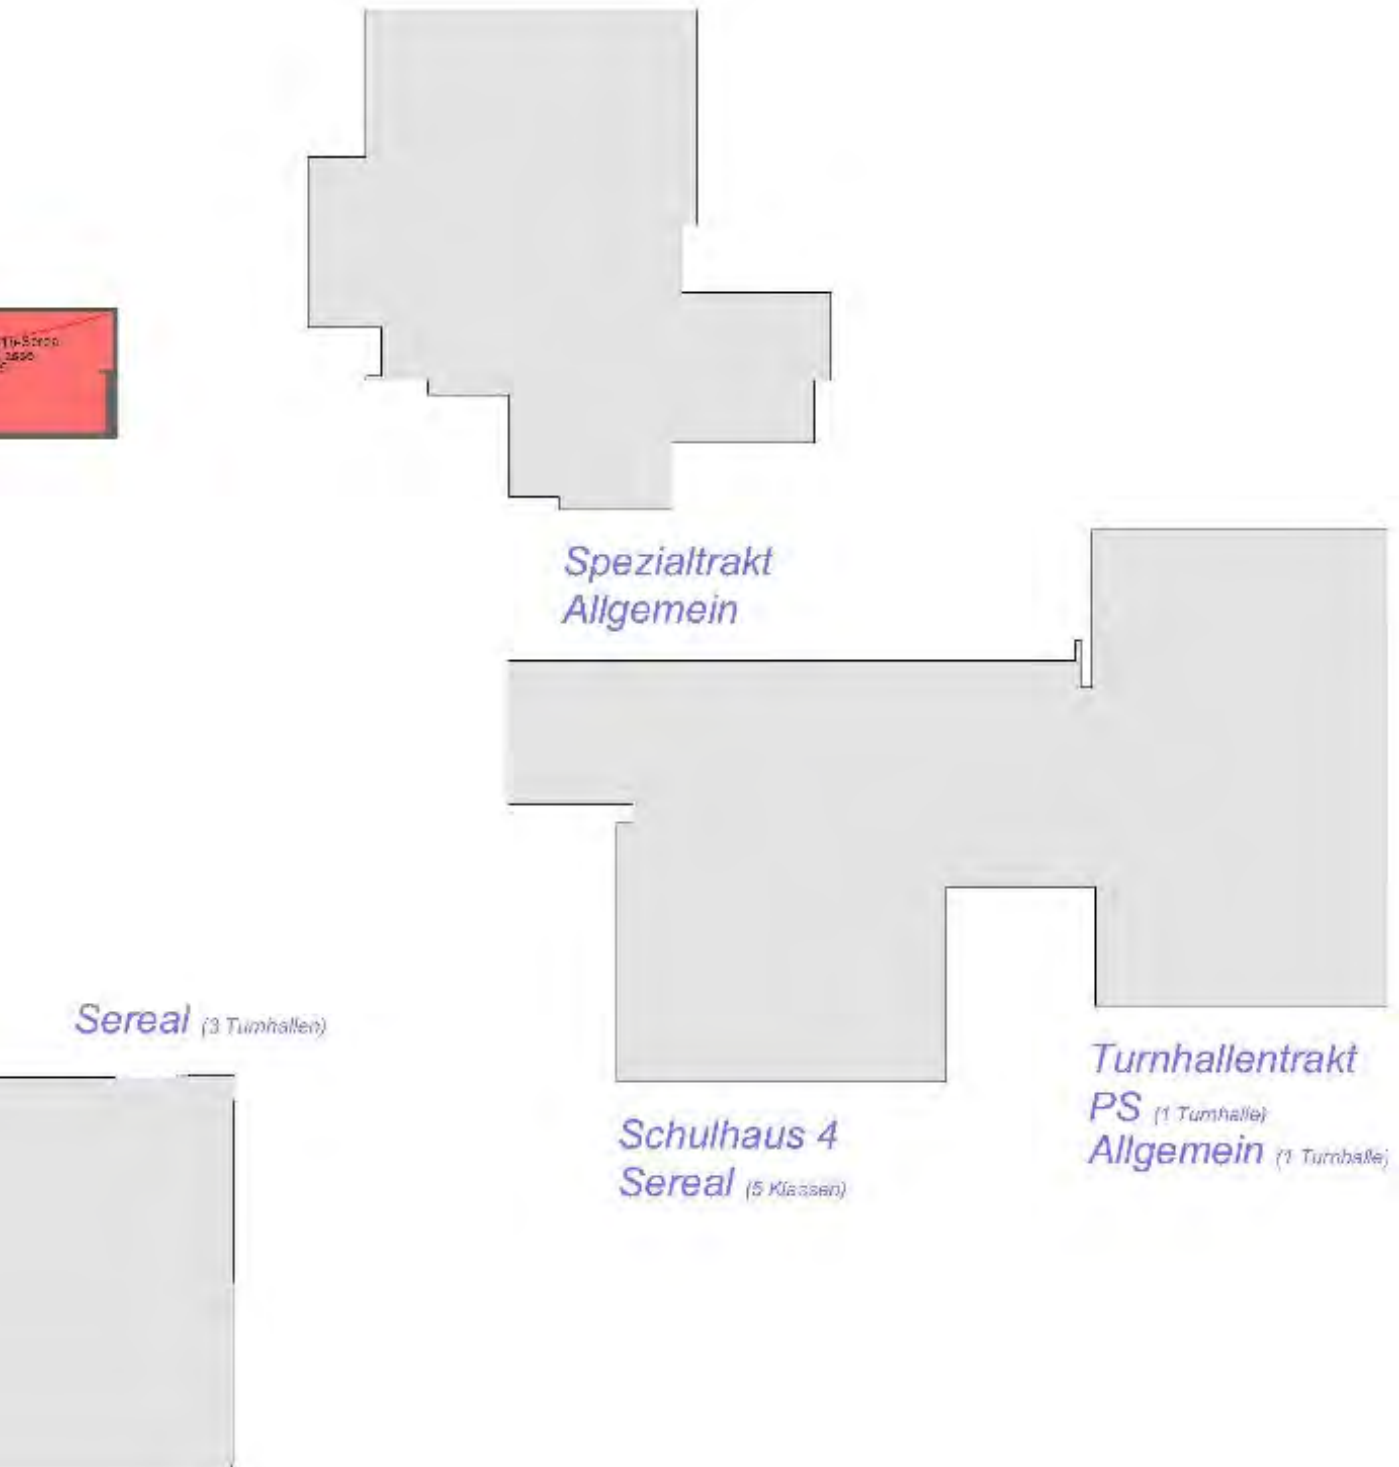 Spezialtrakt
Allgemein
Sereal (3 Turnhallen)
Turnhallentrakt
PS (1 Turnhalle)
Allgemein (1 Turnhalle)
Schulhaus 4
Sereal (5 Klassen)